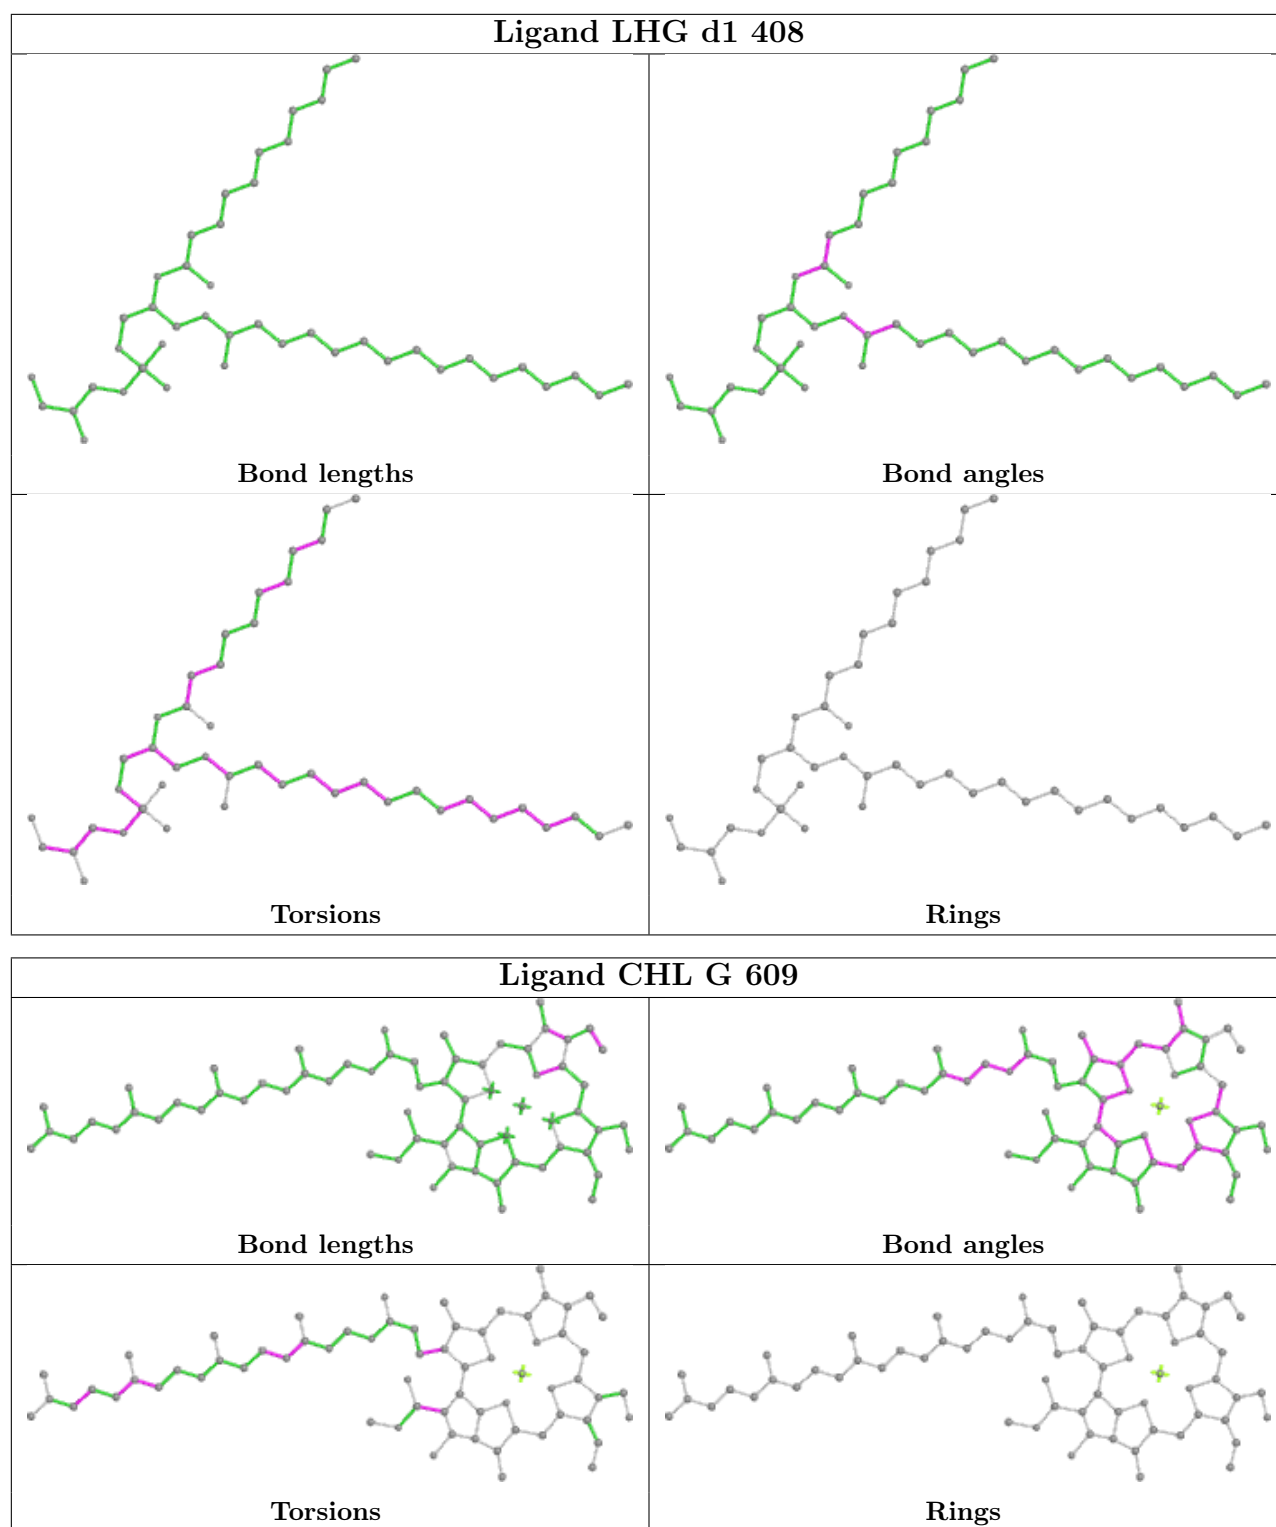 Ligand LHG d1 408
Bond lengths
Bond angles
Torsions
Rings
Ligand CHL G 609
Bond lengths
Bond angles
Torsions
Rings